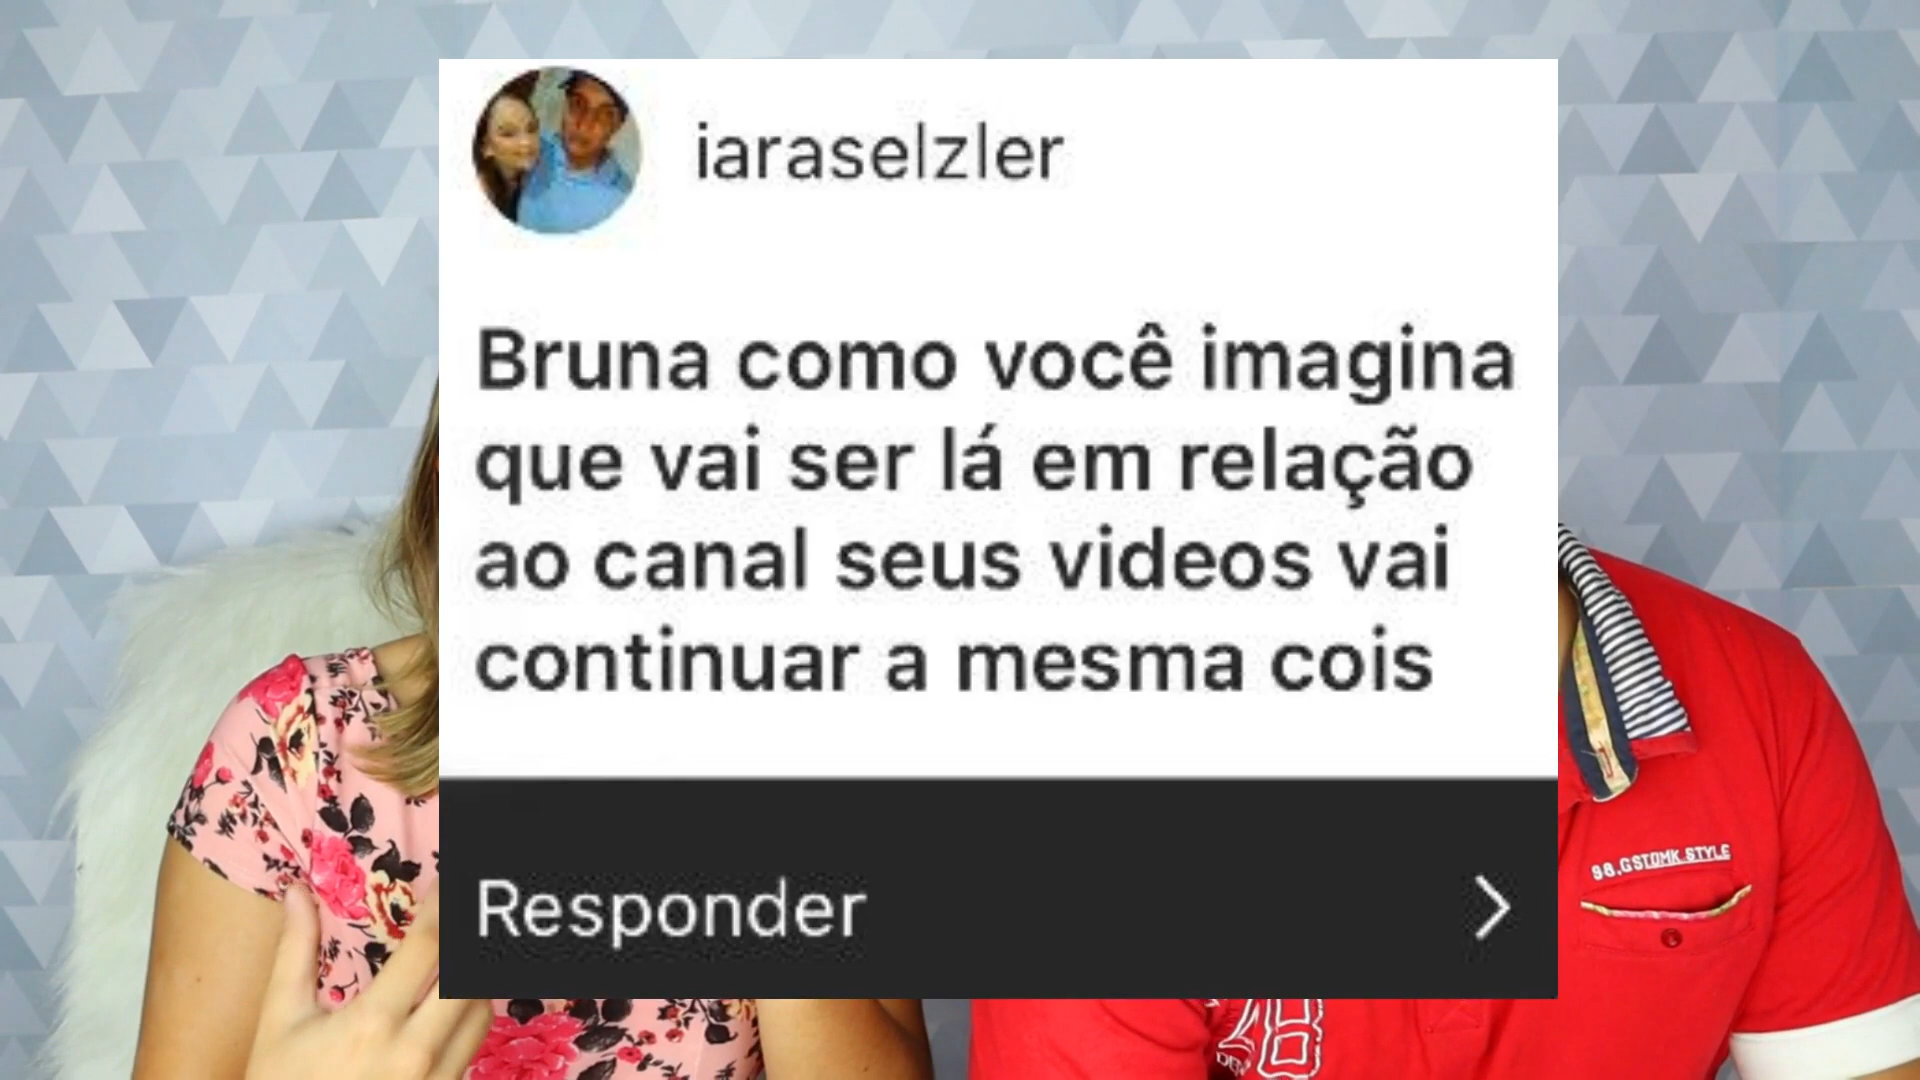 iaraselzler
Bruna como você imagina
que vai ser lá em relação
ao canal seus videos vai
continuar a mesma cois
Responder
98.GSTDMK STYLE